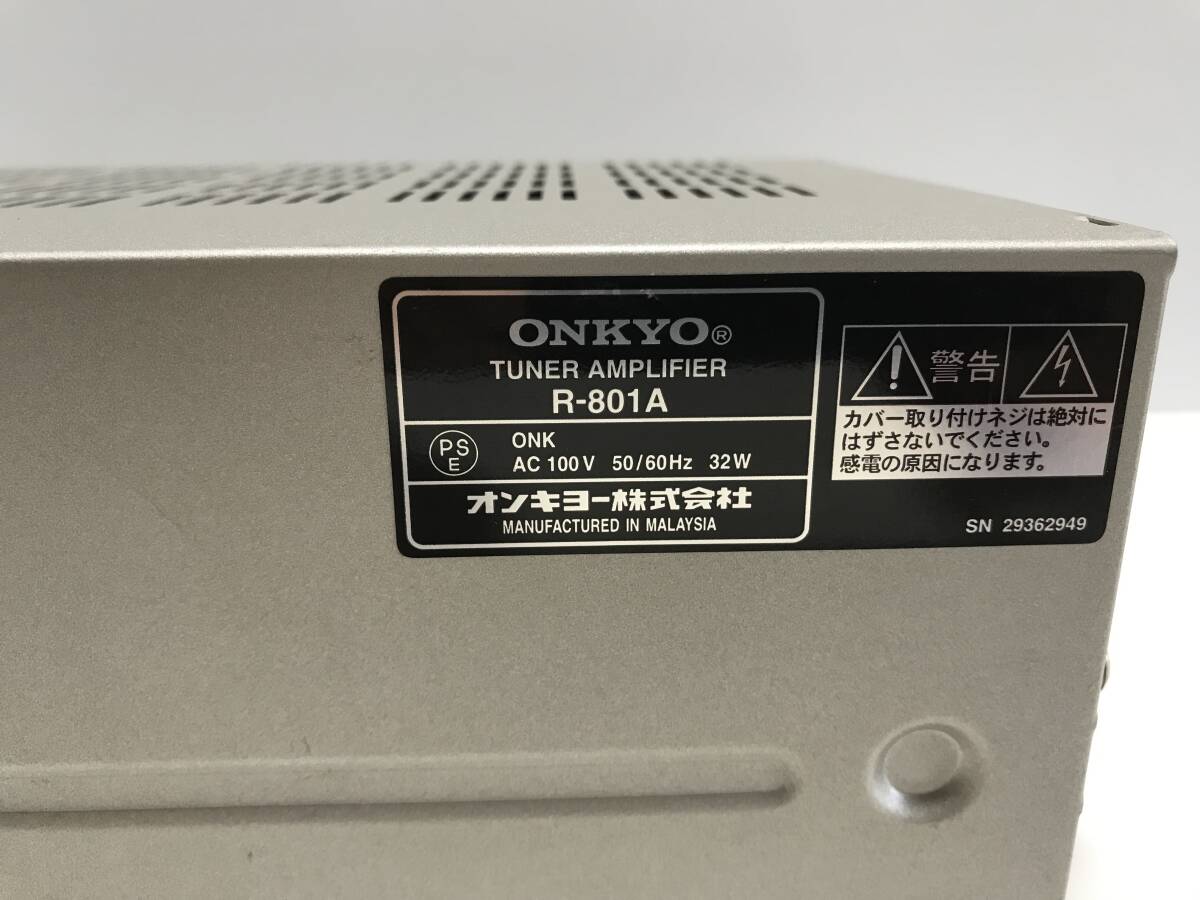 ONKYO®
TUNER AMPLIFIER
R-801A
PS
E
ONK
AC 100V 50/60Hz 32W
オンキヨー株式会社
MANUFACTURED IN MALAYSIA
警告
カバー取り付けネジは絶対に
はずさないでください。
感電の原因になります。
SN 29362949